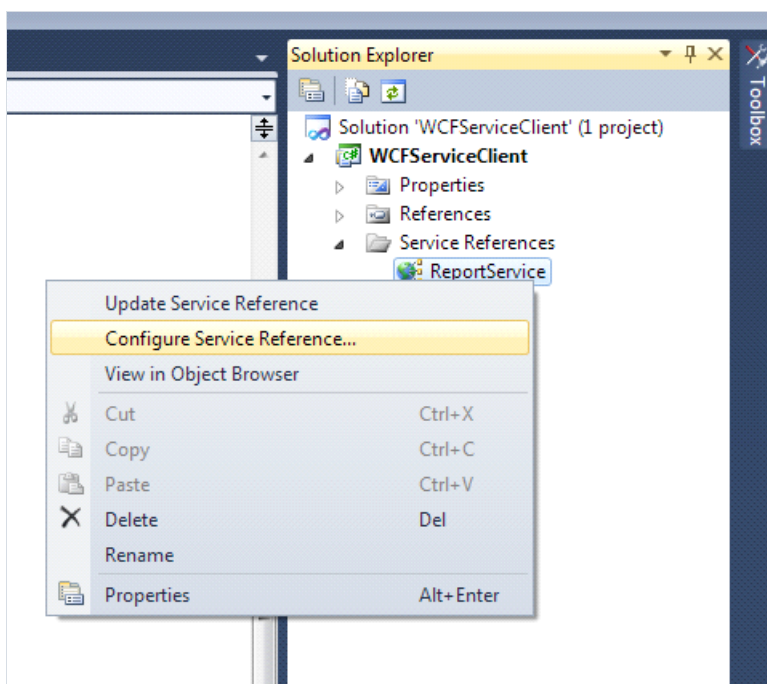 Solution Explorer
Toolbox
Solution 'WCFServiceClient' (1 project)
WCFServiceClient
Properties
References
Service References
ReportService
Update Service Reference
Configure Service Reference...
View in Object Browser
Cut Ctrl+X
Copy Ctrl+C
Paste Ctrl+V
Delete Del
Rename
Properties Alt+Enter